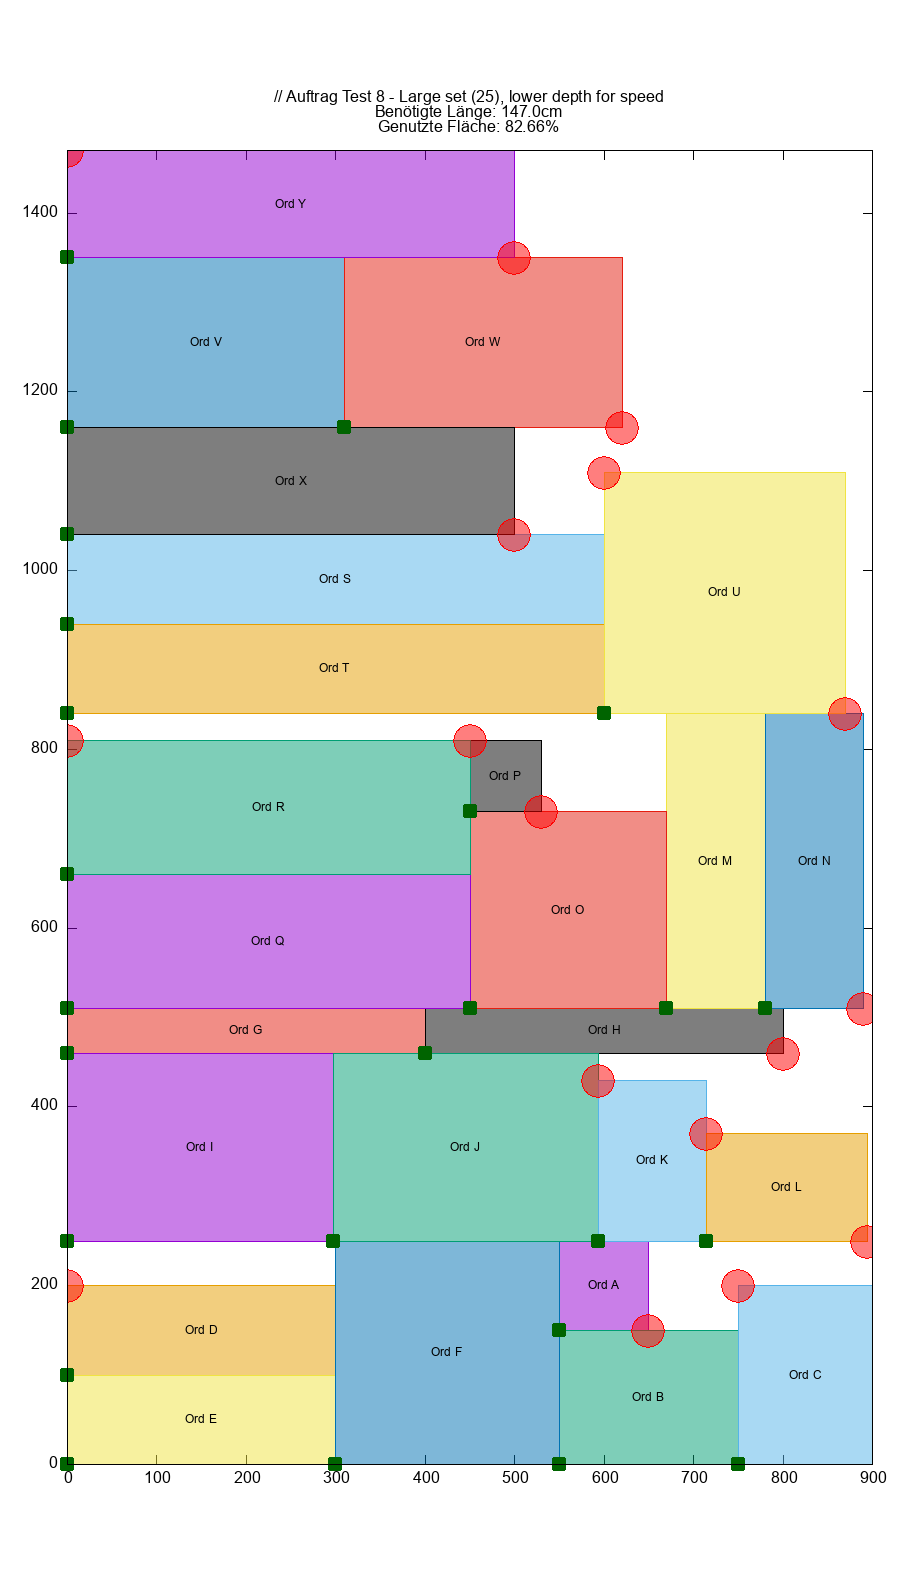 // Auftrag Test 8 - Large set (25), lower depth for speed
Benötigte Länge: 147.0cm
Genutzte Fläche: 82.66%
Ord Y
1400
Ord V
Ord W
1200
Ord X
Ord S
1000
Ord U
Ord T
800
Ord P
Ord R
Ord M
Ord N
Ord O
Ord Q
600
Ord G
Ord H
400
Ord I
Ord J
Ord K
Ord L
200
Ord A
Ord D
Ord F
Ord C
Ord B
Ord E
0
0 100 200 300 400 500 600 700 800 900